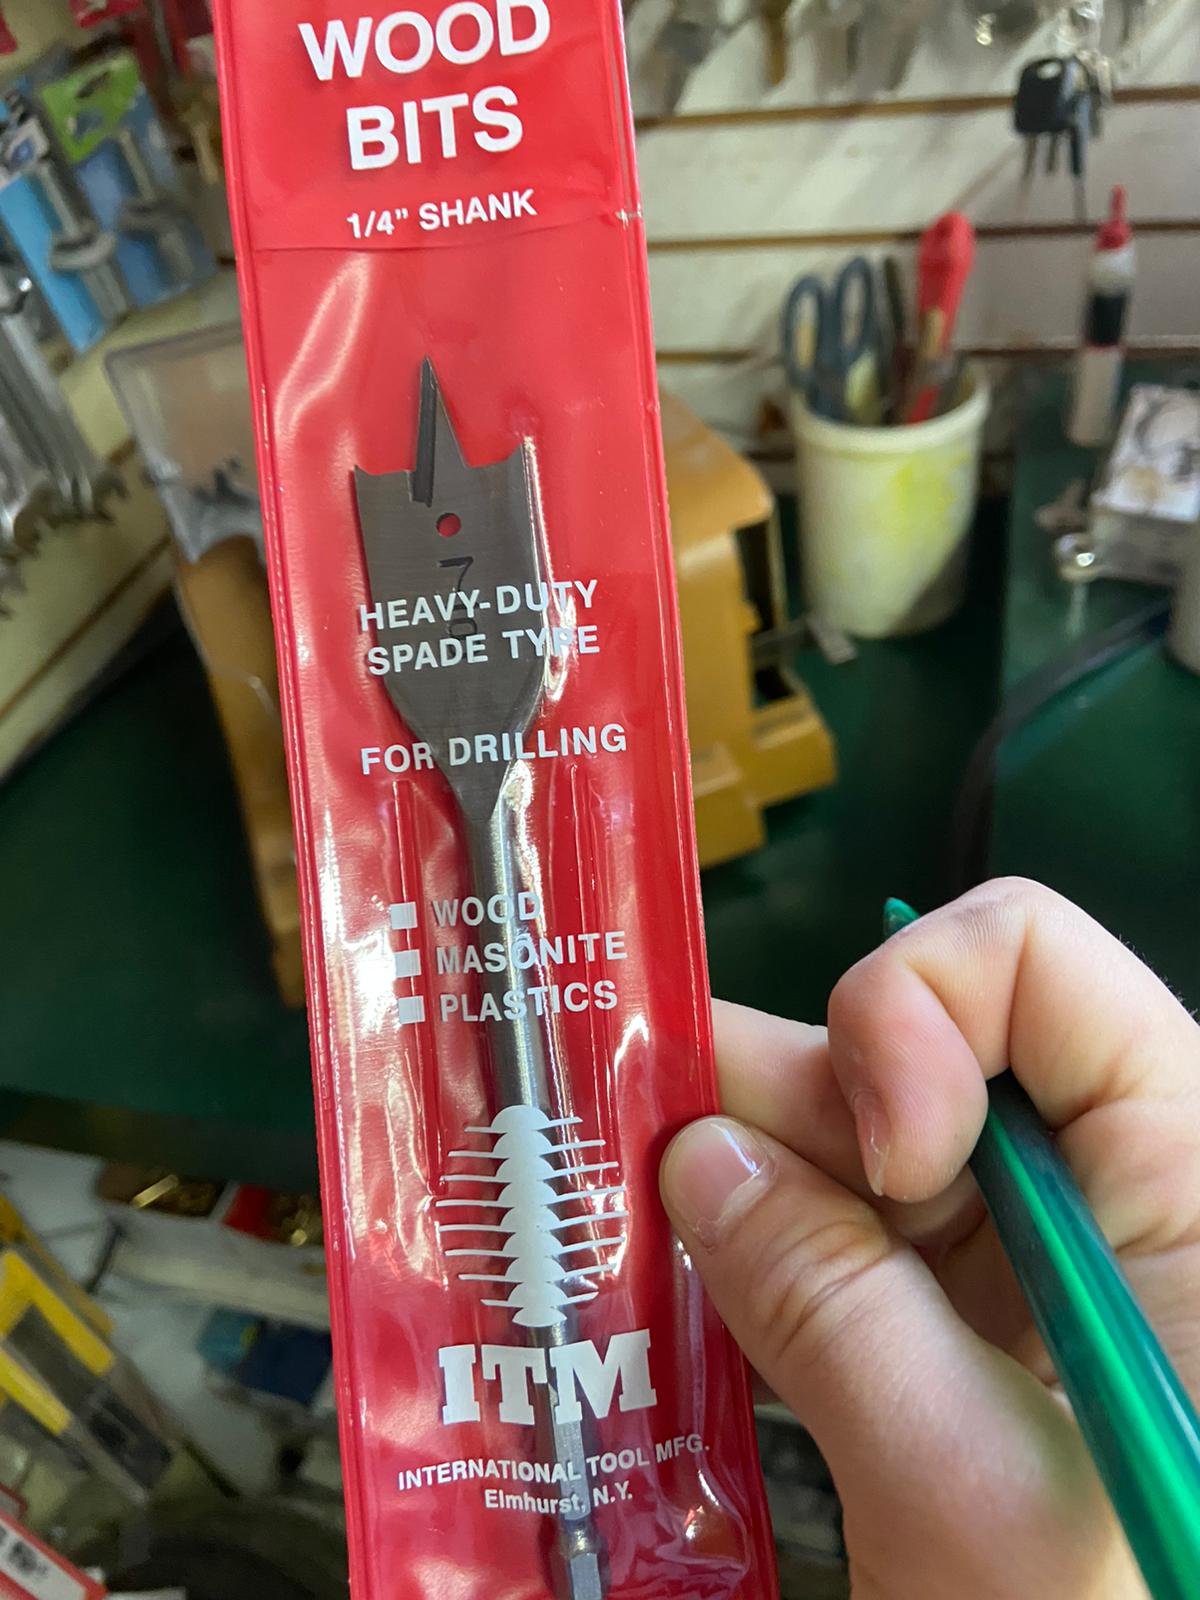 WOOD
BITS
1/4" SHANK
7
8
HEAVY-DUTY
SPADE TYPE
FOR DRILLING
WOOD
MASONITE
PLASTICS
ITM
INTERNATIONAL TOOL MFG.
Elmhurst, N.Y.